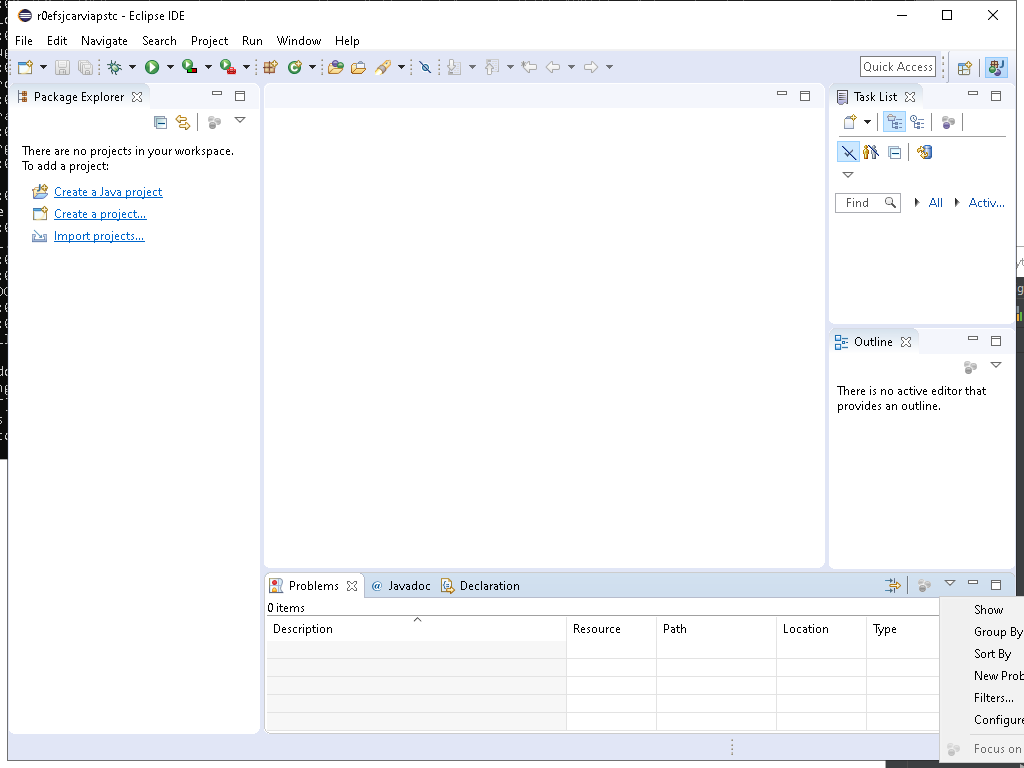 r0efsjcarviapstc - Eclipse IDE
File Edit Navigate Search Project Run Window Help
Quick Access
Package Explorer
There are no projects in your workspace.
To add a project:
Create a Java project
Create a project...
Import projects...
Task List
Find All Activ...
Outline
There is no active editor that
provides an outline.
Problems @ Javadoc Declaration
0 items
Description Resource Path Location Type
Show
Group By
Sort By
New Prob
Filters...
Configure
Focus on